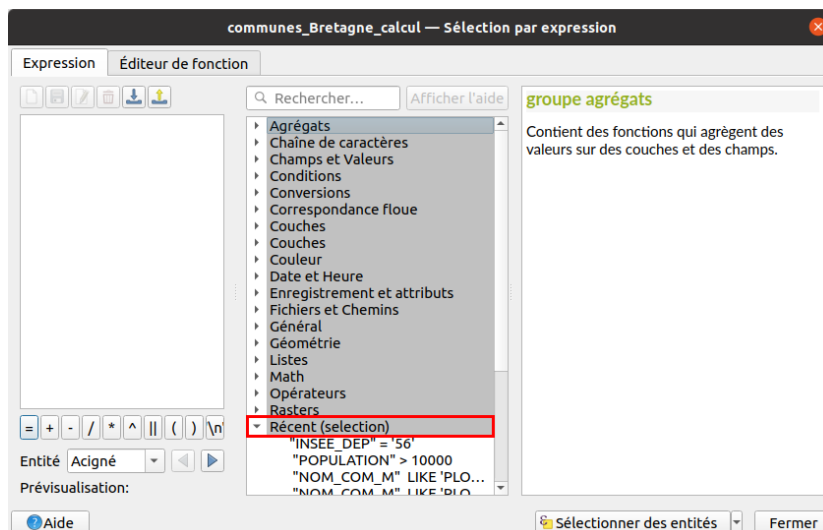 communes_Bretagne_calcul — Sélection par expression
Expression
Éditeur de fonction
Rechercher...
Afficher l'aide
Agrégats
Chaîne de caractères
Champs et Valeurs
Conditions
Conversions
Correspondance floue
Couches
Couches
Couleur
Date et Heure
Enregistrement et attributs
Fichiers et Chemins
Général
Géométrie
Listes
Math
Opérateurs
Rasters
Récent (selection)
"INSEE_DEP" = '56'
"POPULATION" > 10000
"NOM_COM_M" LIKE 'PLO...
"NOM_COM_M" LIKE 'PLO
groupe agrégats
Contient des fonctions qui agrègent des
valeurs sur des couches et des champs.
= + - / * ^ || ( ) \n'
Entité Acigné
Prévisualisation:
Aide
Sélectionner des entités
Fermer